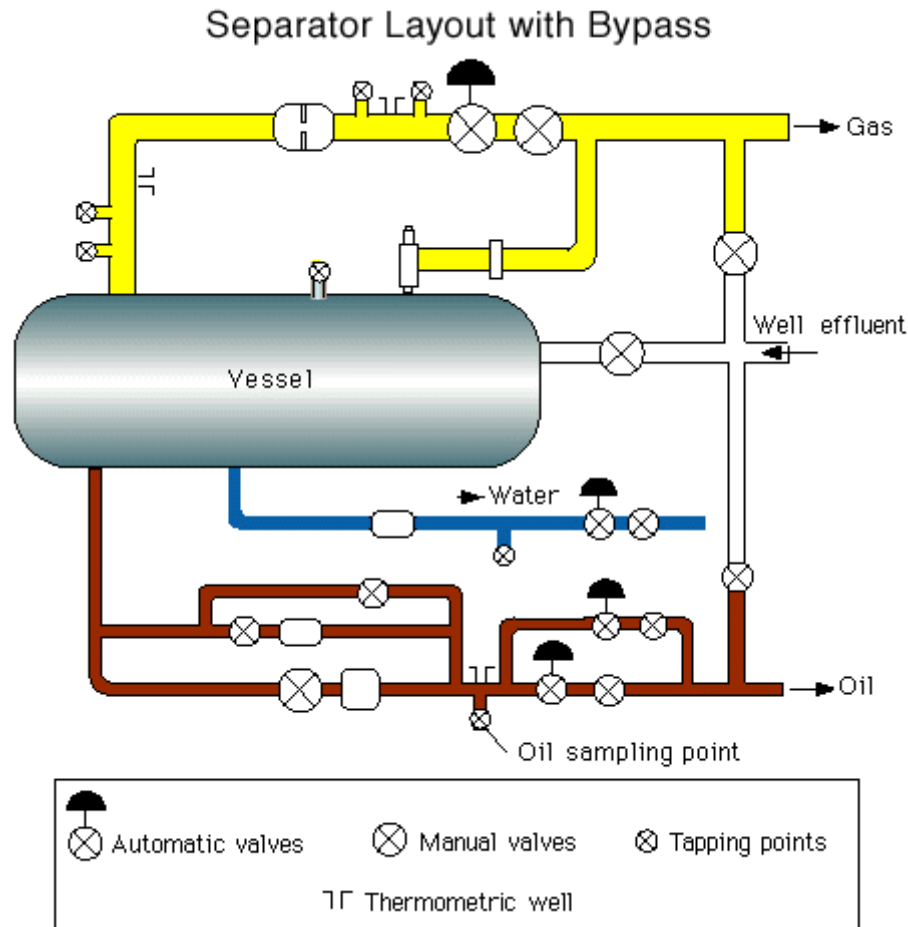 Separator Layout with Bypass
Gas
Well effluent
Vessel
Water
Oil
Oil sampling point
Automatic valves
Manual valves
Tapping points
Thermometric well